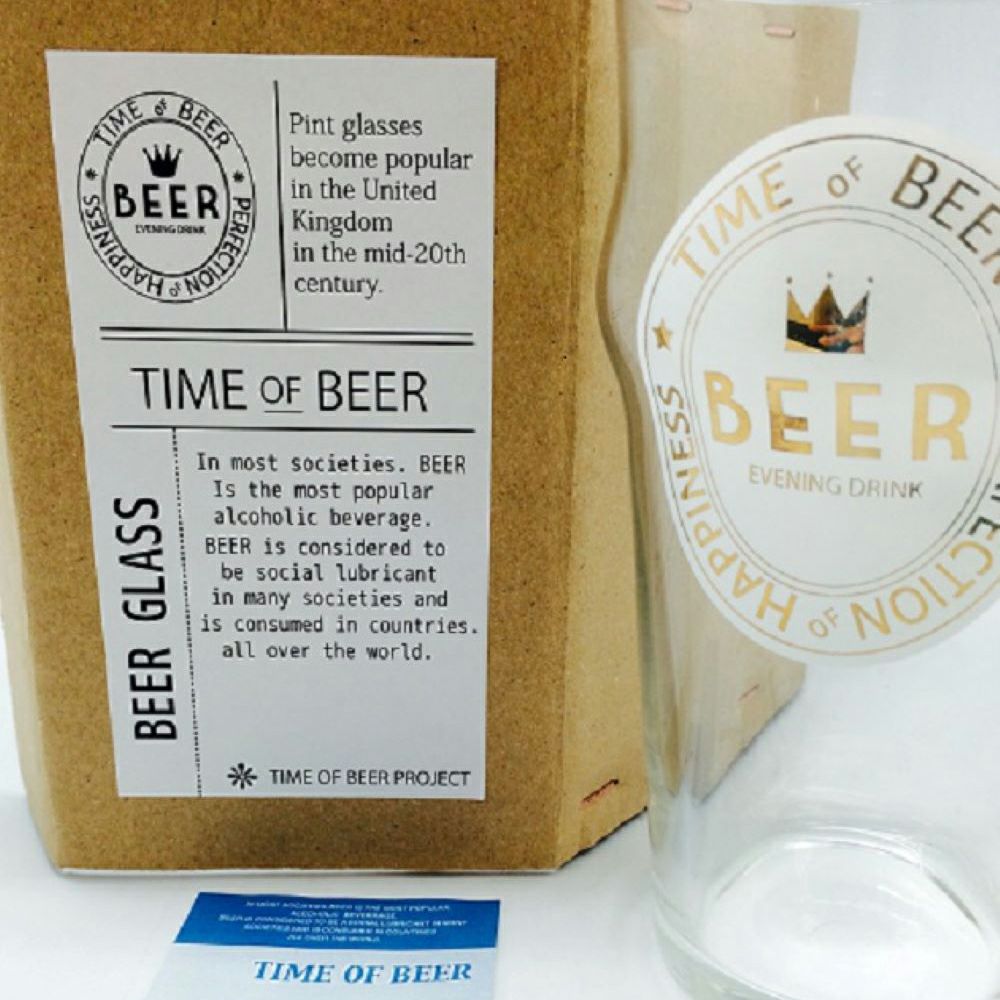 TIME OF BEER
PERFECTION OF HAPPINESS
BEER
EVENING DRINK
Pint glasses
become popular
in the United
Kingdom
in the mid-20th
century.
TIME OF BEER
BEER GLASS
In most societies. BEER
Is the most popular
alcoholic beverage.
BEER is considered to
be social lubricant
in many societies and
is consumed in countries.
all over the world.
TIME OF BEER PROJECT
TIME OF BEER
OF HAPPINESS
BEER
EVENING DRINK
TIME OF BEER